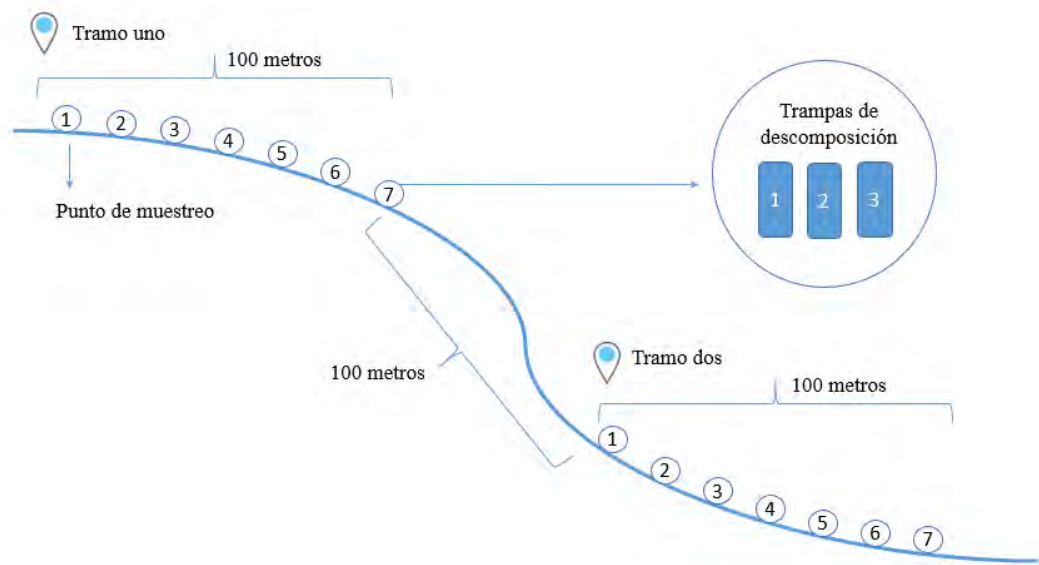 Tramo uno
100 metros
1
2
3
4
5
6
7
Punto de muestreo
Trampas de
descomposición
1 2 3
100 metros
Tramo dos
100 metros
1
2
3
4
5
6
7